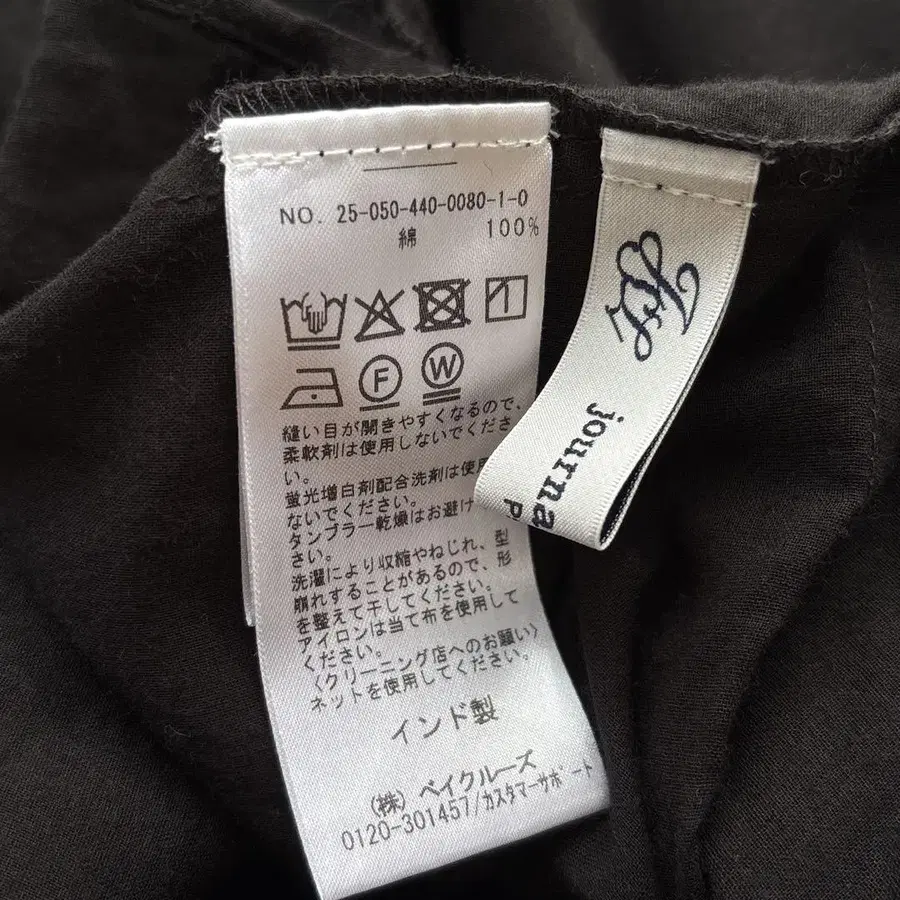 NO. 25-050-440-0080-1-0
綿 100%
F
W
縫い目が開きやすくなるので、
柔軟剤は使用しないでくださ
い。
蛍光増白剤配合洗剤は使用
ないでください。
タンブラー乾燥はお避け
さい。
洗濯により収縮やねじれ、型
崩れすることがあるので、形
を整えて干してください。
アイロンは当て布を使用して
ください。
〈クリーニング店へのお願い〉
ネットを使用してください。
インド製
(株) ベイクルーズ
0120-301457/カスタマーサポート
journa
P